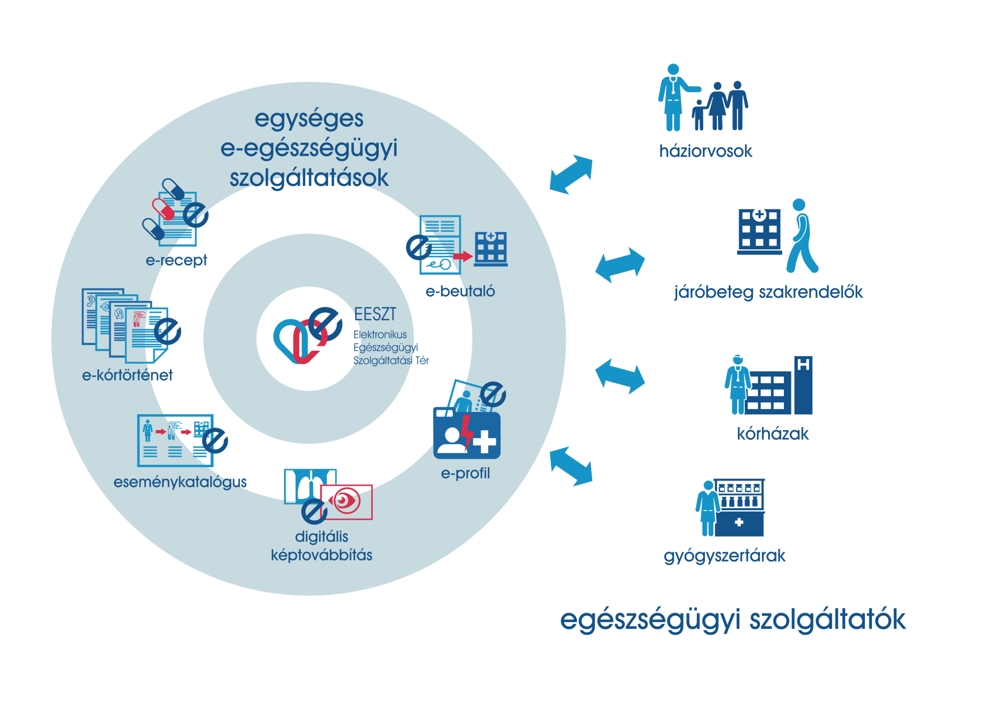 egységes
e-egészségügyi
szolgáltatások
e-recept
e-beutaló
e-kórtörténet
EESZT
Elektronikus
Egészségügyi
Szolgáltatási Tér
eseménykatalógus
e-profil
digitális
képtovábbítás
háziorvosok
járóbeteg szakrendelők
H
kórházak
gyógyszertárak
egészségügyi szolgáltatók